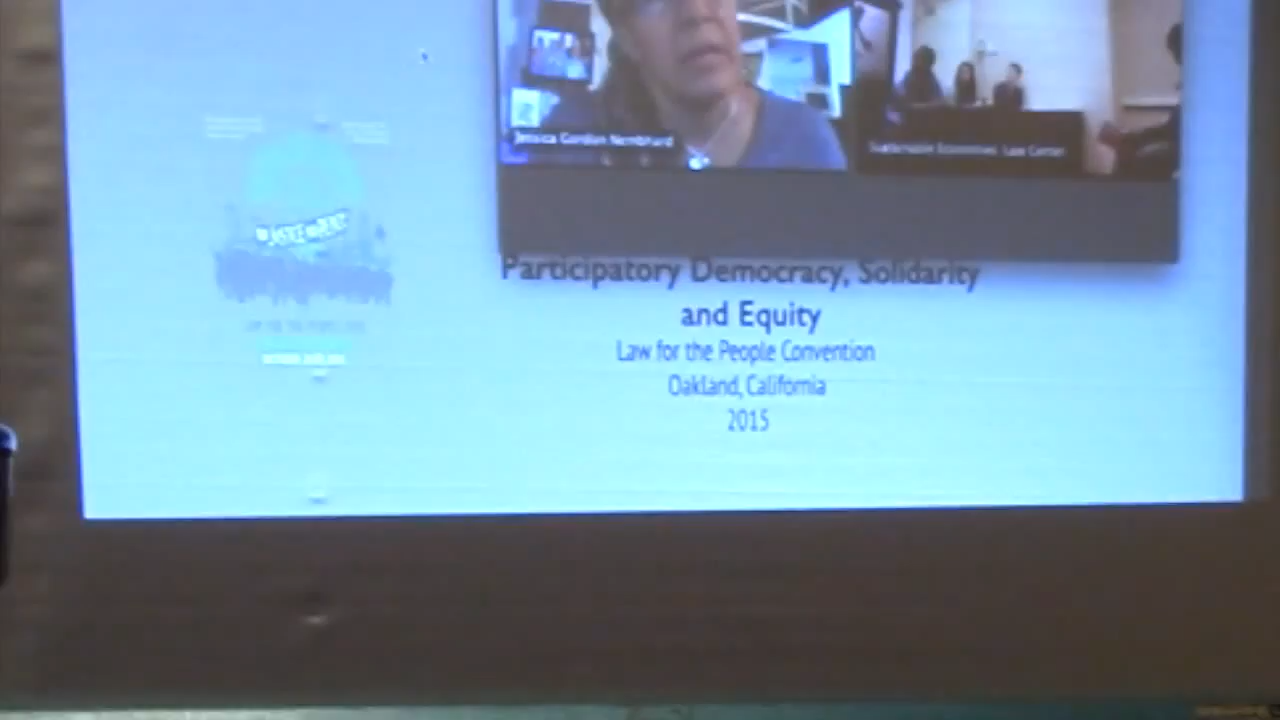 Jessica Gordon Nembhard
Sustainable Economies Law Center
Participatory Democracy, Solidarity
and Equity
Law for the People Convention
Oakland, California
2015